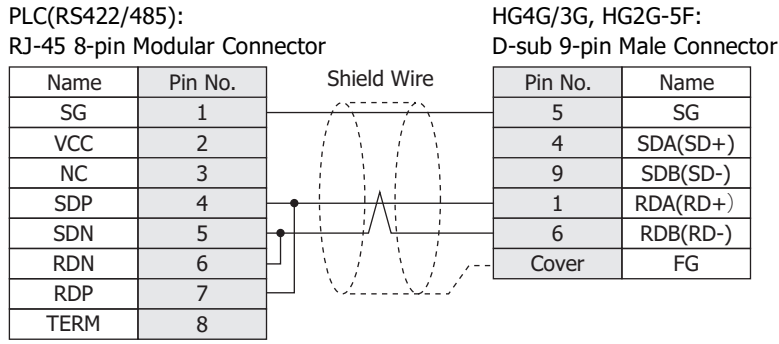 PLC(RS422/485): HG4G/3G, HG2G-5F:
RJ-45 8-pin Modular Connector D-sub 9-pin Male Connector
Name Pin No. Shield Wire Pin No. Name
SG 1 5 SG
VCC 2 4 SDA(SD+)
NC 3 9 SDB(SD-)
SDP 4 1 RDA(RD+)
SDN 5 6 RDB(RD-)
RDN 6 Cover FG
RDP 7
TERM 8